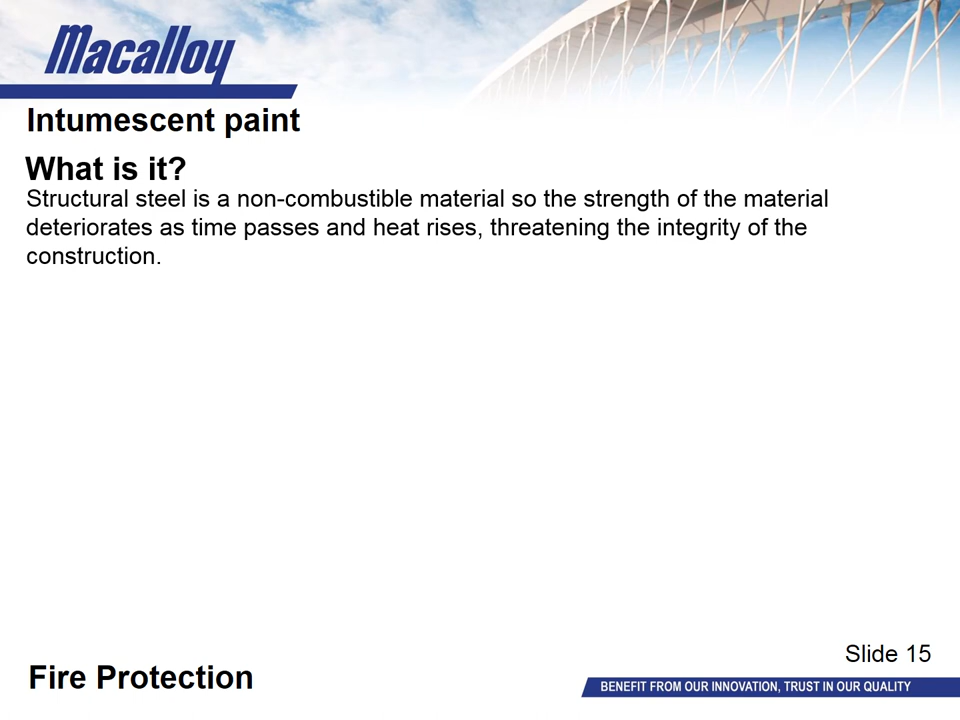 Macalloy
Intumescent paint
What is it?
Structural steel is a non-combustible material so the strength of the material
deteriorates as time passes and heat rises, threatening the integrity of the
construction.
Slide 15
Fire Protection
BENEFIT FROM OUR INNOVATION, TRUST IN OUR QUALITY